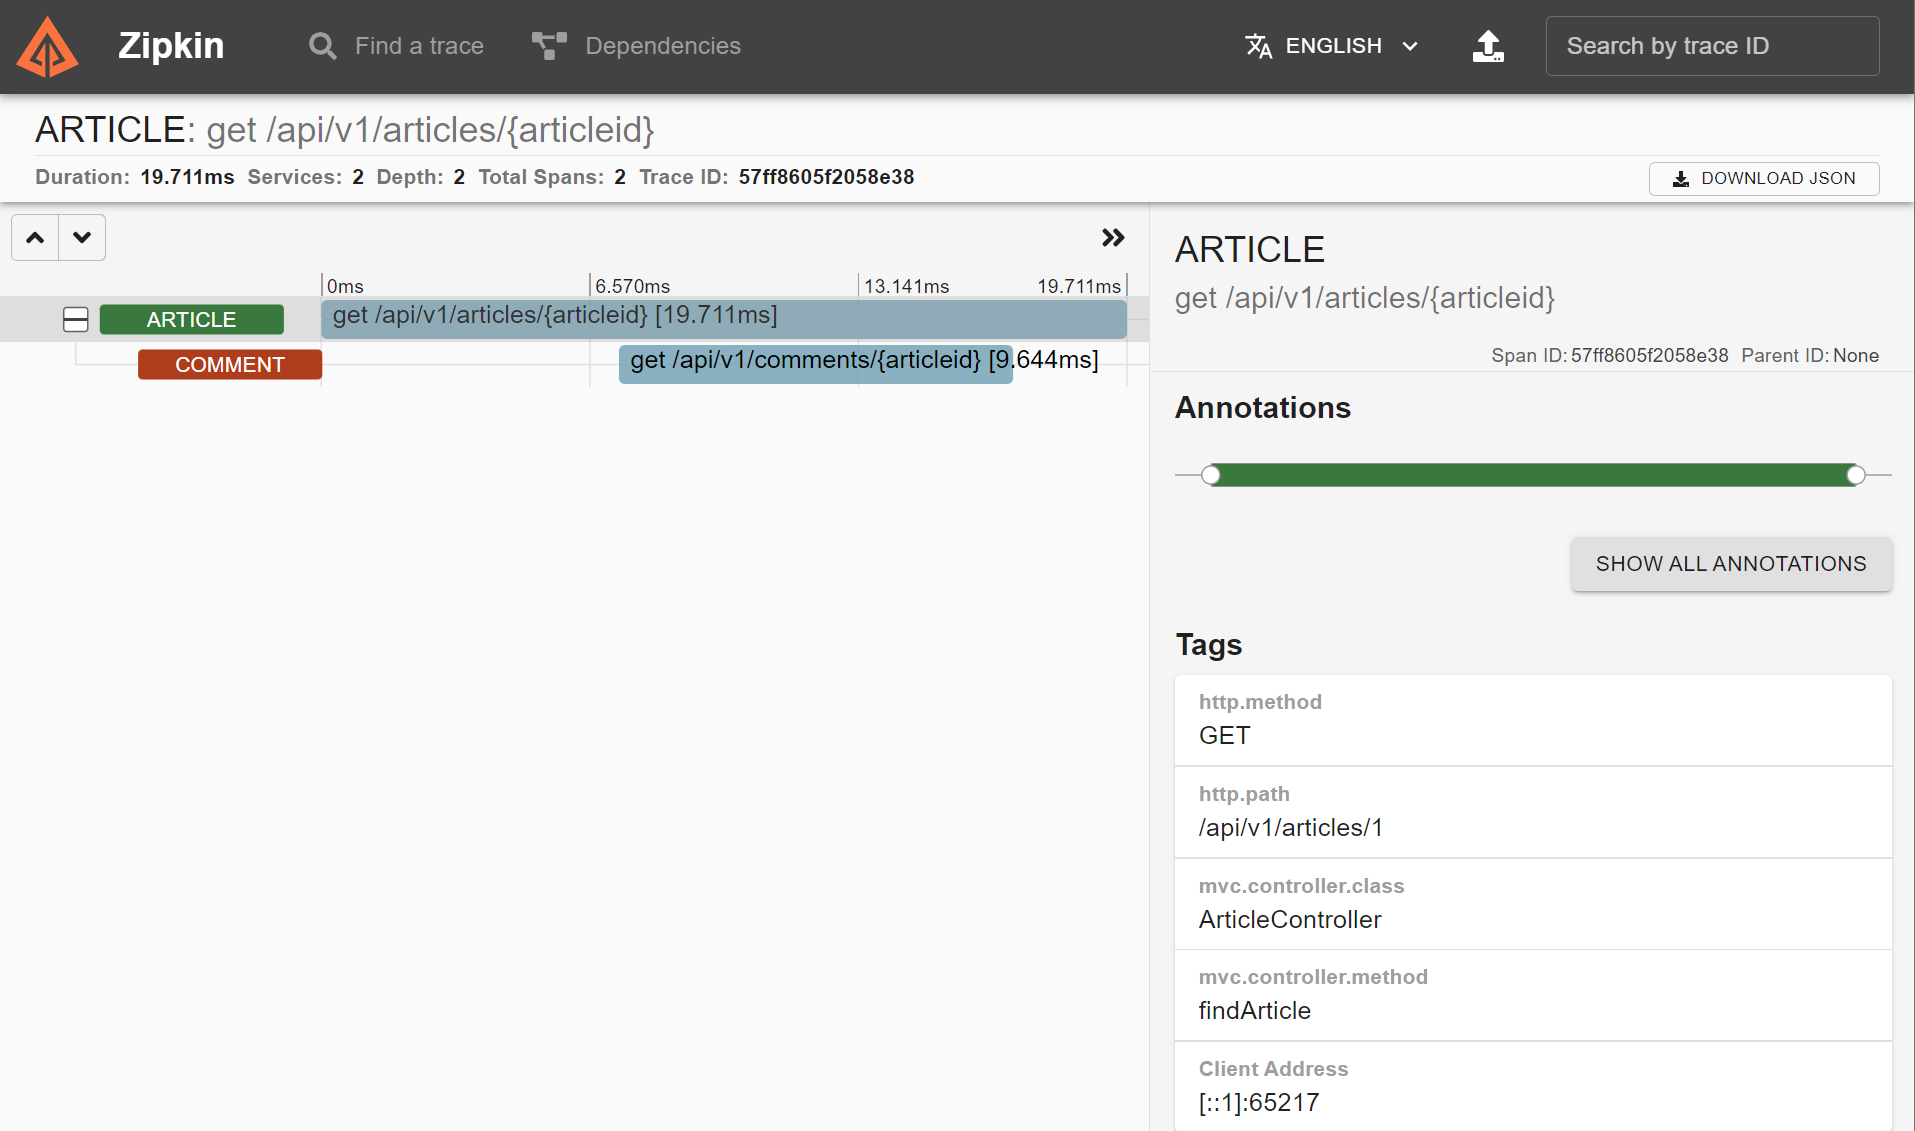 Zipkin Find a trace Dependencies ENGLISH Search by trace ID
ARTICLE: get /api/v1/articles/{articleid}
Duration: 19.711ms Services: 2 Depth: 2 Total Spans: 2 Trace ID: 57ff8605f2058e38 DOWNLOAD JSON
0ms 6.570ms 13.141ms 19.711ms
ARTICLE get /api/v1/articles/{articleid} [19.711ms]
COMMENT get /api/v1/comments/{articleid} [9.644ms]
ARTICLE
get /api/v1/articles/{articleid}
Span ID: 57ff8605f2058e38 Parent ID: None
Annotations
SHOW ALL ANNOTATIONS
Tags
http.method
GET
http.path
/api/v1/articles/1
mvc.controller.class
ArticleController
mvc.controller.method
findArticle
Client Address
[::1]:65217